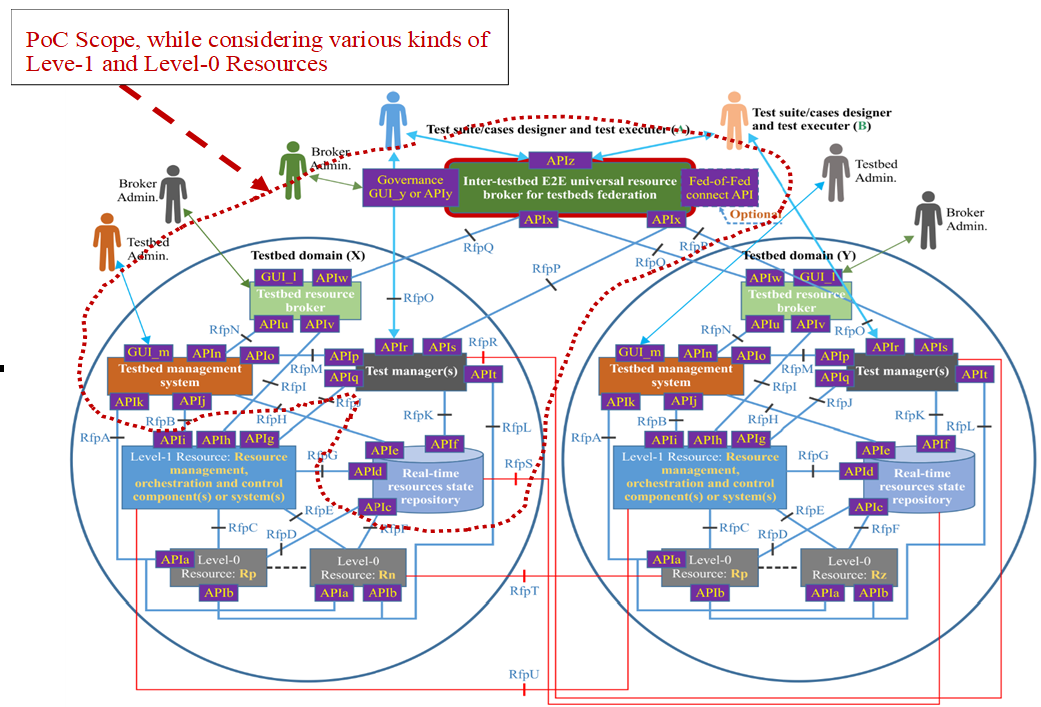 PoC Scope, while considering various kinds of
Leve-1 and Level-0 Resources
Test suite/cases designer and test executer (A)
Test suite/cases designer
and test executer (B)
Broker
Admin.
Broker
Admin.
Testbed
Admin.
Testbed
Admin.
Broker
Admin.
Governance
GUI_y or APIy
APIz
Inter-testbed E2E universal resource
broker for testbeds federation
Fed-of-Fed
connect API
Optional
APIx
APIx
RfpQ
RfpP
RfpO
RfpP
RfpQ
Testbed domain (X)
GUI_l
APIw
Testbed resource
broker
APIu
APIv
RfpN
GUI_m
APIn
APIo
RfpM
APIp
APIr
APIs
RfpR
Testbed management
system
APIq
Test manager(s)
APIt
RfpI
RfpJ
APIk
APIj
RfpB
RfpH
RfpK
RfpL
RfpA
APIi
APIh
APIg
APIf
APIe
Level-1 Resource: Resource
management,
orchestration and control
component(s) or system(s)
RfpG
APId
Real-time
resources state
repository
RfpS
APIc
RfpC
RfpE
RfpD
RfpF
APIa
Level-0
Resource: Rp
Level-0
Resource: Rn
APIb
APIa
APIb
RfpT
RfpU
Testbed domain (Y)
APIw
GUI_l
Testbed resource
broker
APIu
APIv
RfpO
RfpN
GUI_m
APIn
APIo
RfpM
APIp
APIr
APIs
Testbed management
system
APIq
Test manager(s)
APIt
RfpI
RfpJ
APIk
APIj
RfpB
RfpH
RfpK
RfpL
RfpA
APIi
APIh
APIg
APIf
APIe
Level-1 Resource: Resource
management,
orchestration and control
component(s) or system(s)
RfpG
APId
Real-time
resources state
repository
APIc
RfpC
RfpE
RfpD
RfpF
APIa
Level-0
Resource: Rp
Level-0
Resource: Rz
APIb
APIa
APIb